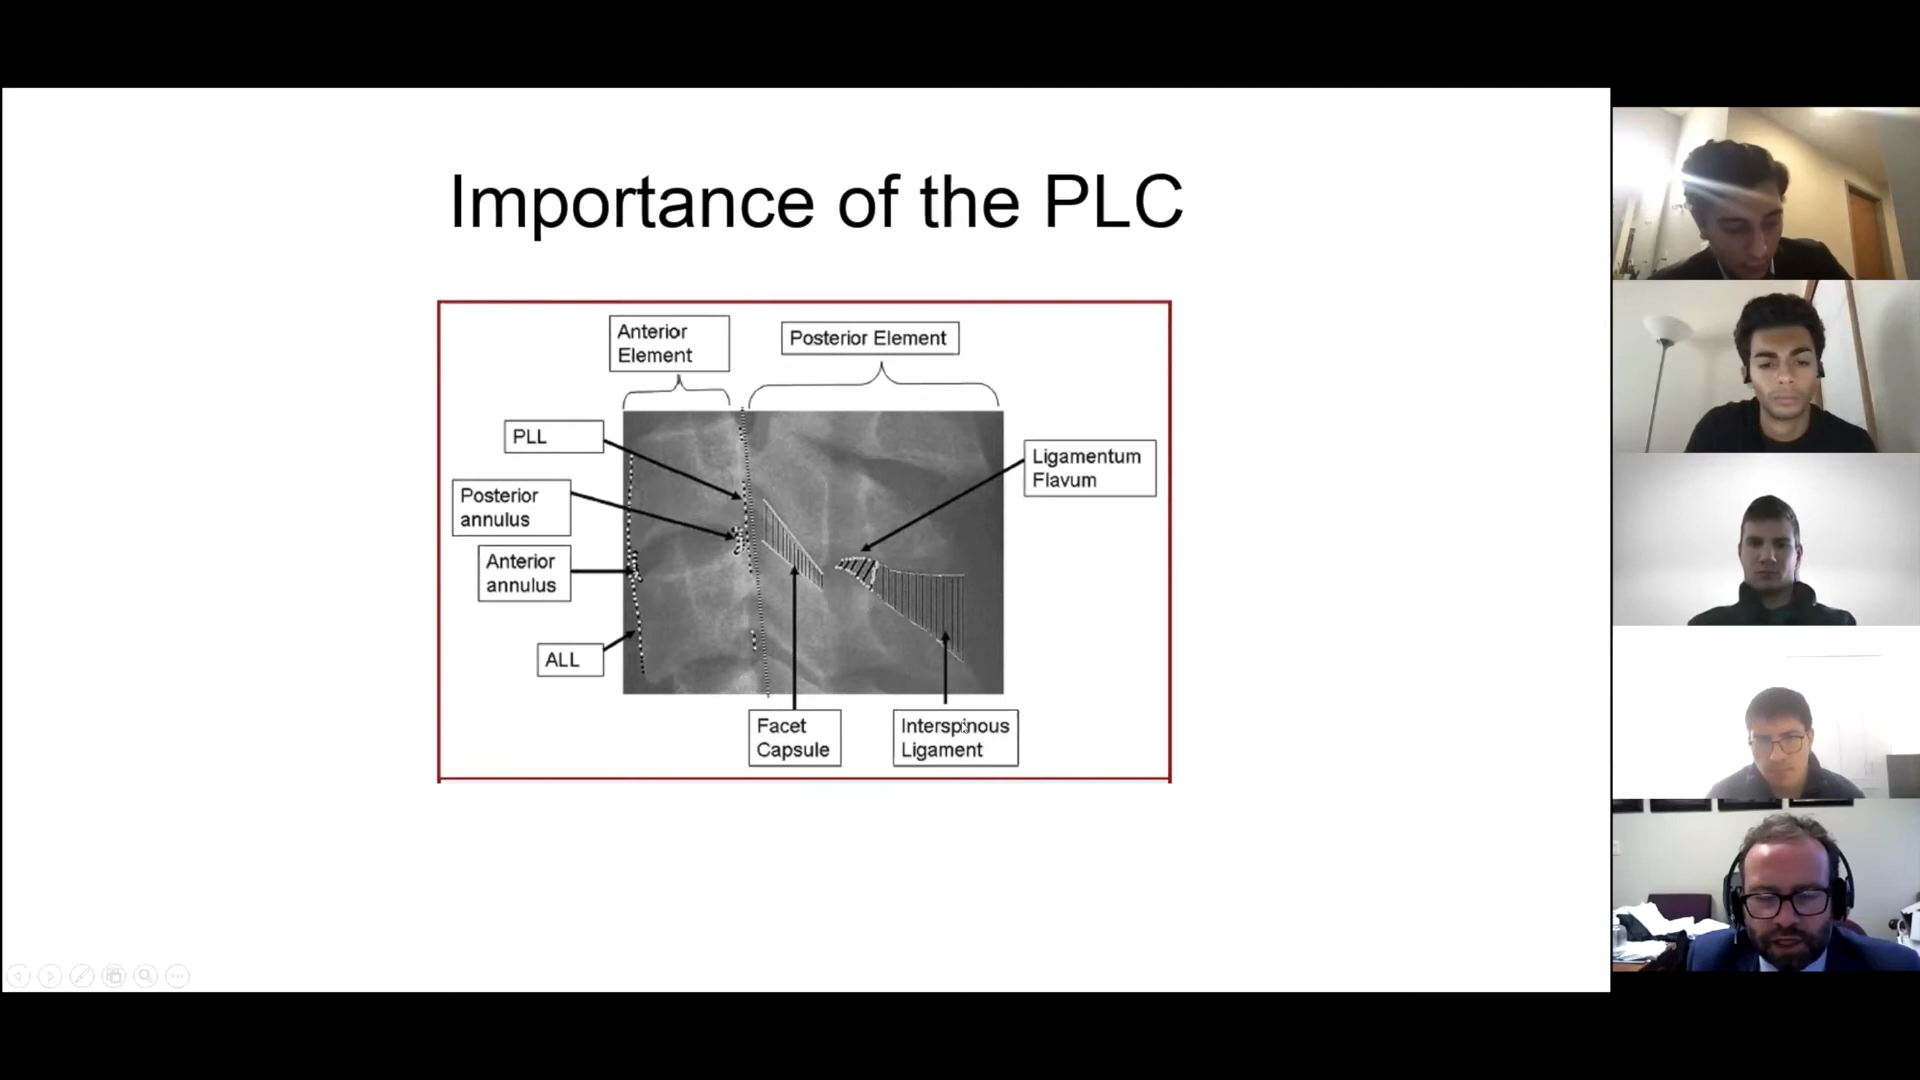 Importance of the PLC
Anterior
Element
Posterior Element
PLL
Ligamentum
Flavum
Posterior
annulus
Anterior
annulus
ALL
Facet
Capsule
Interspinous
Ligament